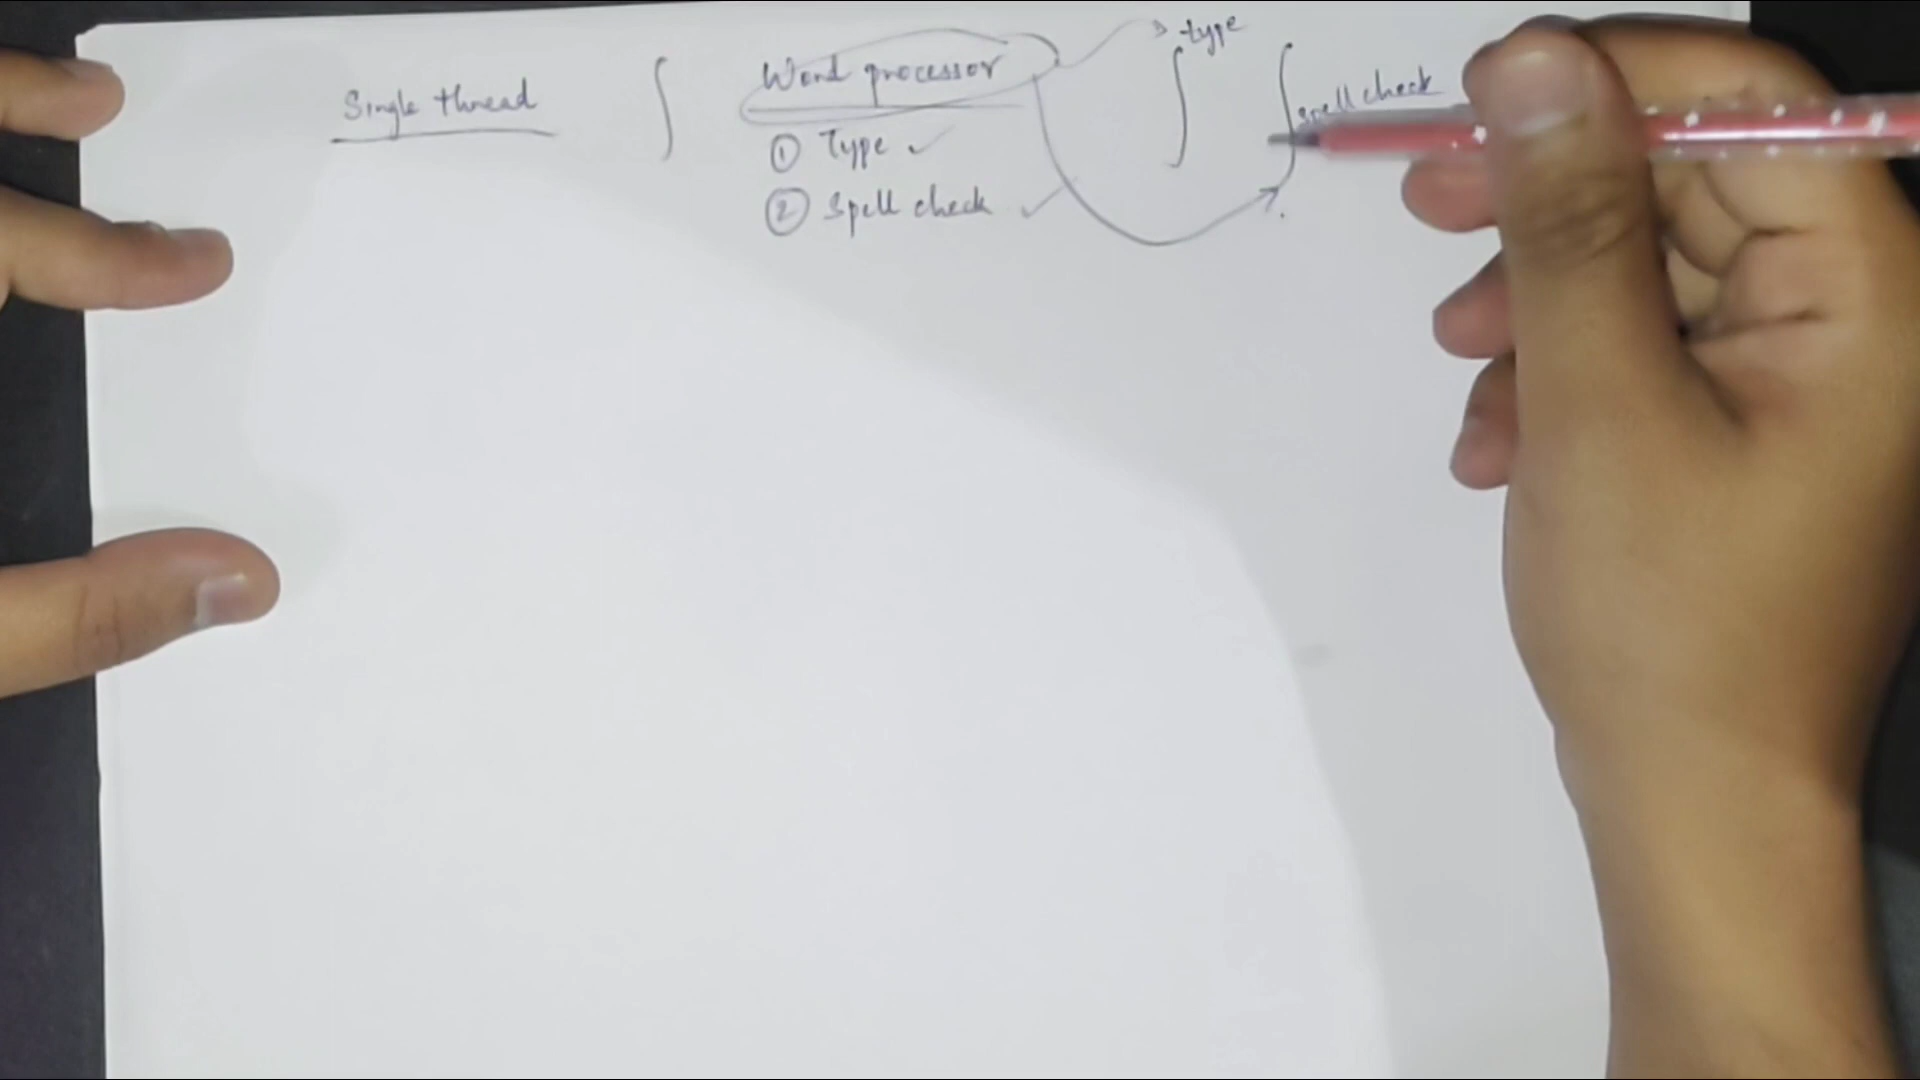 Single thread
Word processor
① Type ✓
② Spell check ✓
type
spell check